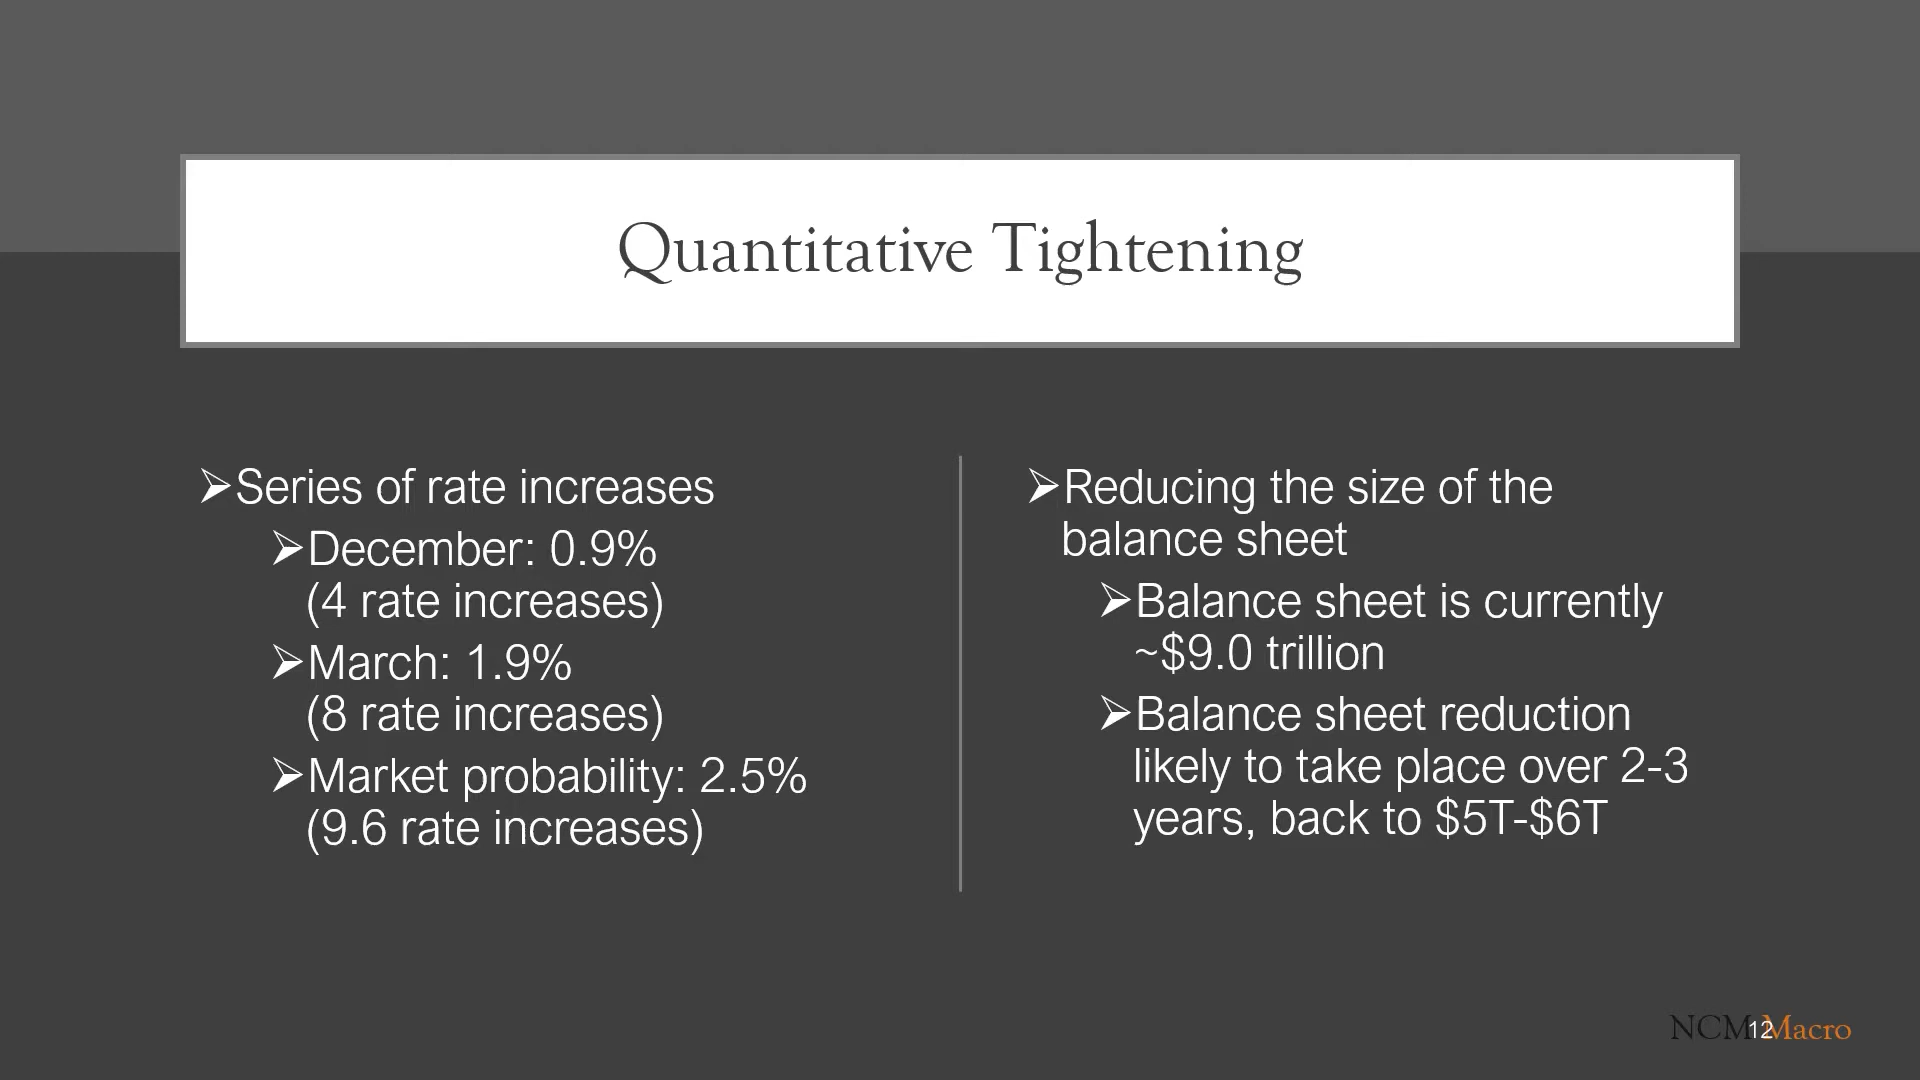 Quantitative Tightening
➢Series of rate increases
➢December: 0.9%
(4 rate increases)
➢March: 1.9%
(8 rate increases)
➢Market probability: 2.5%
(9.6 rate increases)
➢Reducing the size of the
balance sheet
➢Balance sheet is currently
~$9.0 trillion
➢Balance sheet reduction
likely to take place over 2-3
years, back to $5T-$6T
NCM Macro
12